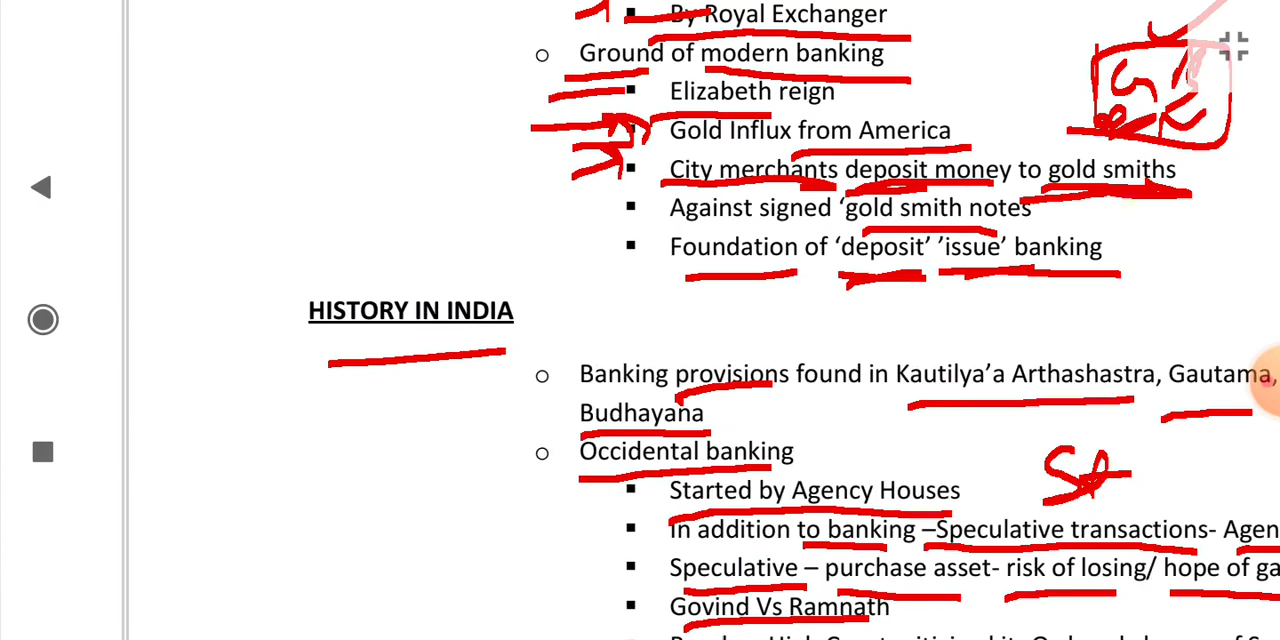 ▪ By Royal Exchanger
o Ground of modern banking
▪ Elizabeth reign
▪ Gold Influx from America
▪ City merchants deposit money to gold smiths
▪ Against signed ‘gold smith notes
▪ Foundation of ‘deposit’ ’issue’ banking
HISTORY IN INDIA
o Banking provisions found in Kautilya’a Arthashastra, Gautama,
Budhayana
o Occidental banking
▪ Started by Agency Houses
▪ In addition to banking –Speculative transactions- Agen
▪ Speculative – purchase asset- risk of losing/ hope of ga
▪ Govind Vs Ramnath